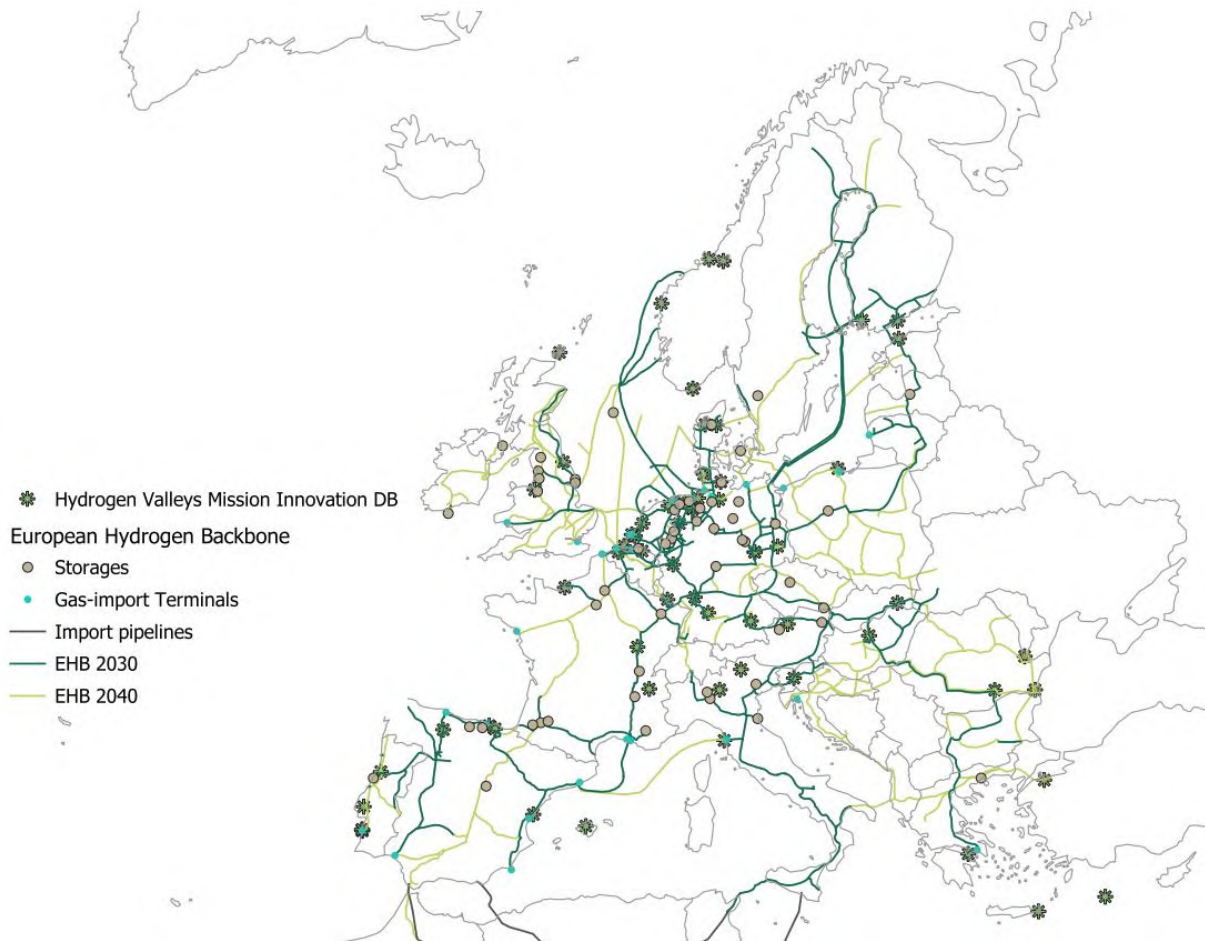 Hydrogen Valleys Mission Innovation DB
European Hydrogen Backbone
Storages
Gas-import Terminals
Import pipelines
EHB 2030
EHB 2040